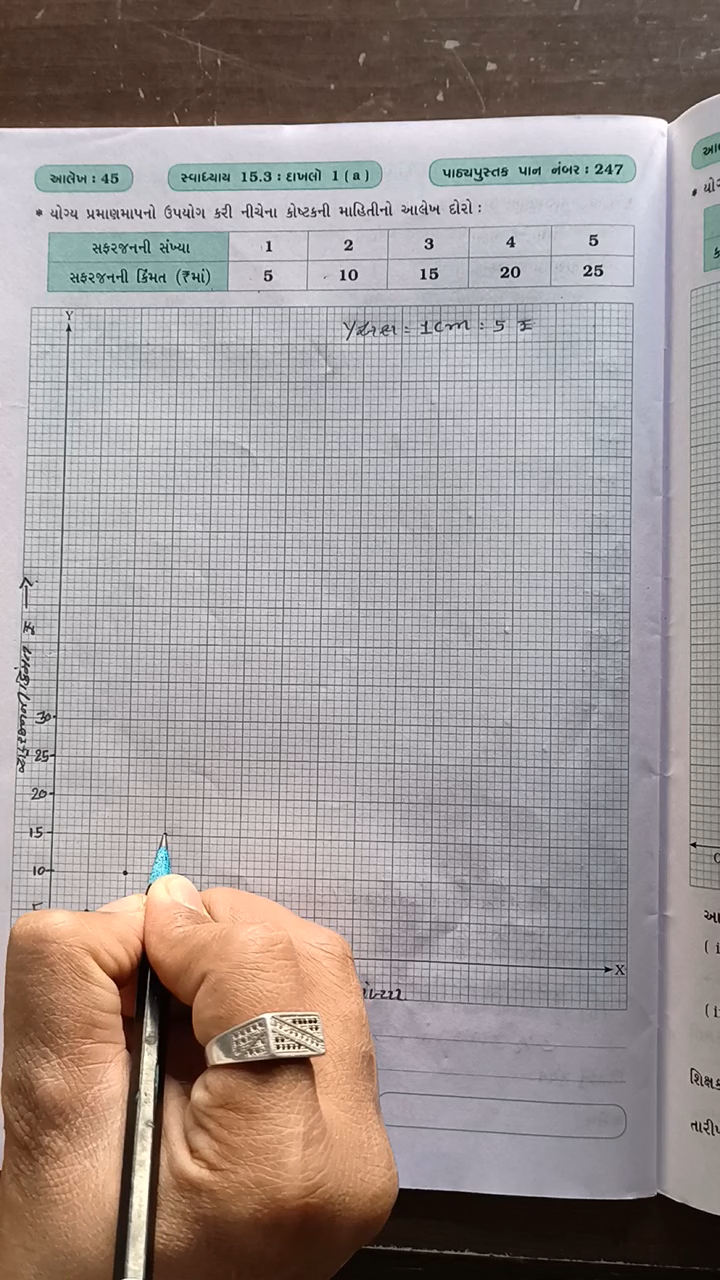 આલેખ : 45
સ્વાધ્યાય 15.3 : દાખલો 1 ( a )
પાઠ્યપુસ્તક પાન નંબર : 247
* યોગ્ય પ્રમાણમાપનો ઉપયોગ કરી નીચેના કોષ્ટકની માહિતીનો આલેખ દોરો :
સફરજનની સંખ્યા 1 2 3 4 5
સફરજનની કિંમત (₹માં) 5 10 15 20 25
Y
= 1cm : 5 રૂ
30
25
20
15
10
X
( i